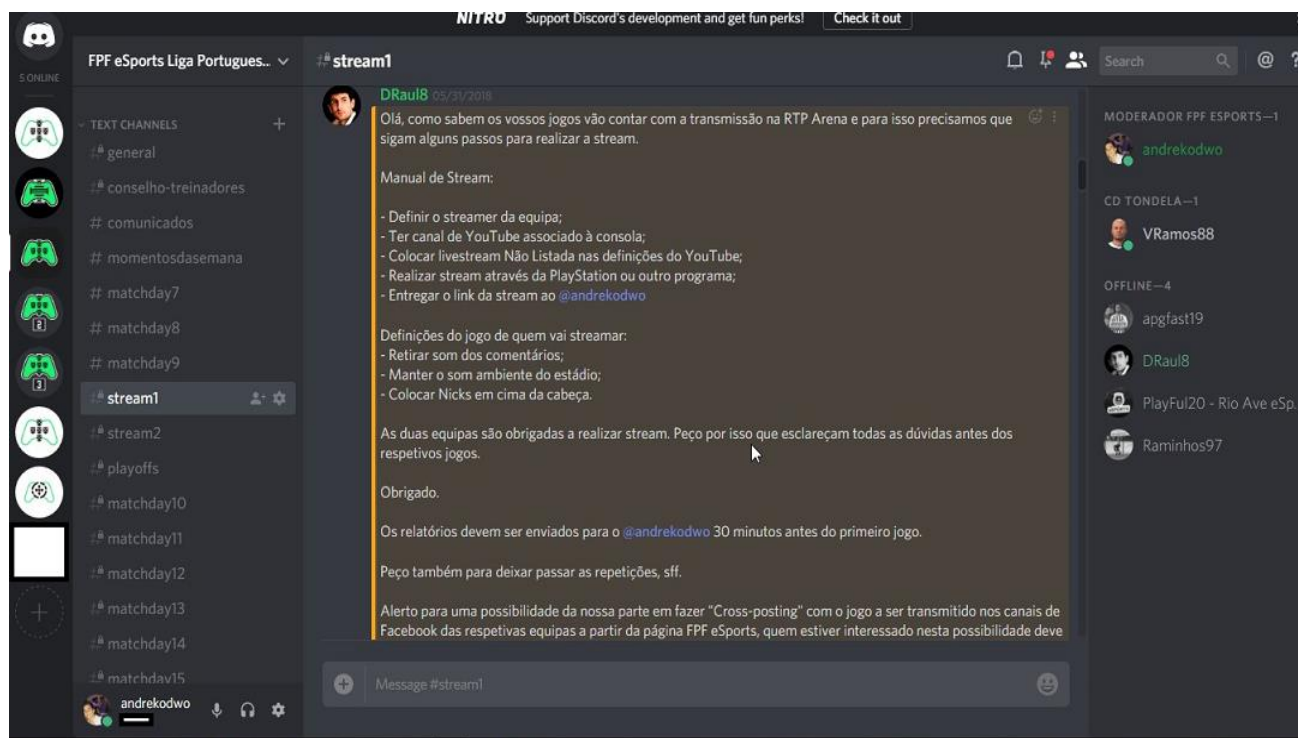 NITRO Support Discord's development and get fun perks! Check it out
5 ONLINE
2
3
FPF eSports Liga Portugues...
TEXT CHANNELS
general
conselho-treinadores
# comunicados
# momentosdasemana
# matchday7
# matchday8
# matchday9
stream1
stream2
playoffs
matchday10
matchday11
matchday12
matchday13
matchday14
matchday15
andrekodwo
stream1
Search
@ ?
DRaul8 05/31/2018
Olá, como sabem os vossos jogos vão contar com a transmissão na RTP Arena e para isso precisamos que
sigam alguns passos para realizar a stream.
Manual de Stream:
- Definir o streamer da equipa;
- Ter canal de YouTube associado à consola;
- Colocar livestream Não Listada nas definições do YouTube;
- Realizar stream através da PlayStation ou outro programa;
- Entregar o link da stream ao @andrekodwo
Definições do jogo de quem vai streamar:
- Retirar som dos comentários;
- Manter o som ambiente do estádio;
- Colocar Nicks em cima da cabeça.
As duas equipas são obrigadas a realizar stream. Peço por isso que esclareçam todas as dúvidas antes dos
respetivos jogos.
Obrigado.
Os relatórios devem ser enviados para o @andrekodwo 30 minutos antes do primeiro jogo.
Peço também para deixar passar as repetições, sff.
Alerto para uma possibilidade da nossa parte em fazer "Cross-posting" com o jogo a ser transmitido nos canais de
Facebook das respetivas equipas a partir da página FPF eSports, quem estiver interessado nesta possibilidade deve
Message #stream1
MODERADOR FPF ESPORTS—1
andrekodwo
CD TONDELA—1
VRamos88
OFFLINE—4
apgfast19
DRaul8
PlayFul20 - Rio Ave eSp.
Raminhos97